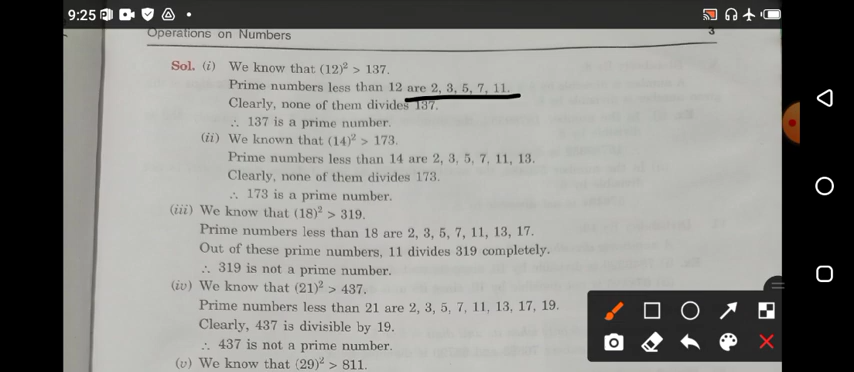 9:25
Operations on Numbers
3
Sol. (i) We know that (12)² > 137.
Prime numbers less than 12 are 2, 3, 5, 7, 11.
Clearly, none of them divides 137.
∴ 137 is a prime number.
(ii) We known that (14)² > 173.
Prime numbers less than 14 are 2, 3, 5, 7, 11, 13.
Clearly, none of them divides 173.
∴ 173 is a prime number.
(iii) We know that (18)² > 319.
Prime numbers less than 18 are 2, 3, 5, 7, 11, 13, 17.
Out of these prime numbers, 11 divides 319 completely.
∴ 319 is not a prime number.
(iv) We know that (21)² > 437.
Prime numbers less than 21 are 2, 3, 5, 7, 11, 13, 17, 19.
Clearly, 437 is divisible by 19.
∴ 437 is not a prime number.
(v) We know that (29)² > 811.